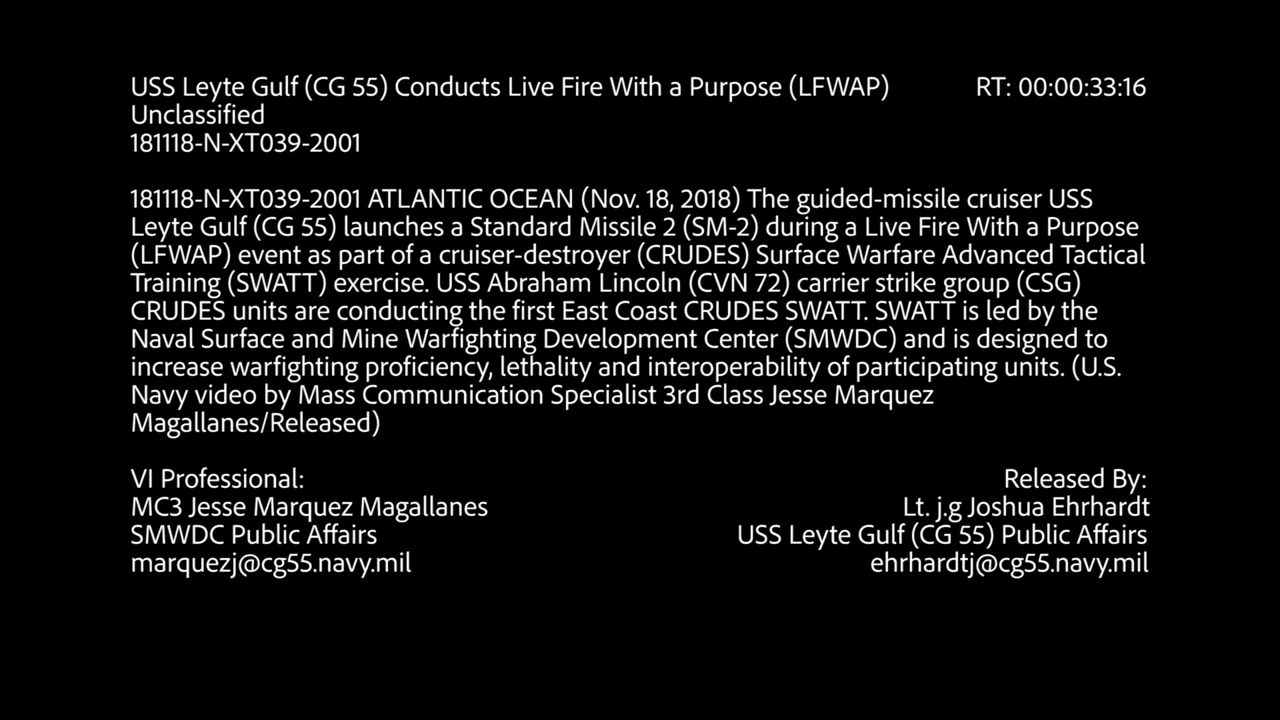 USS Leyte Gulf (CG 55) Conducts Live Fire With a Purpose (LFWAP) RT: 00:00:33:16
Unclassified
181118-N-XT039-2001
181118-N-XT039-2001 ATLANTIC OCEAN (Nov. 18, 2018) The guided-missile cruiser USS
Leyte Gulf (CG 55) launches a Standard Missile 2 (SM-2) during a Live Fire With a Purpose
(LFWAP) event as part of a cruiser-destroyer (CRUDES) Surface Warfare Advanced Tactical
Training (SWATT) exercise. USS Abraham Lincoln (CVN 72) carrier strike group (CSG)
CRUDES units are conducting the first East Coast CRUDES SWATT. SWATT is led by the
Naval Surface and Mine Warfighting Development Center (SMWDC) and is designed to
increase warfighting proficiency, lethality and interoperability of participating units. (U.S.
Navy video by Mass Communication Specialist 3rd Class Jesse Marquez
Magallanes/Released)
VI Professional:
MC3 Jesse Marquez Magallanes
SMWDC Public Affairs
marquezj@cg55.navy.mil
Released By:
Lt. j.g Joshua Ehrhardt
USS Leyte Gulf (CG 55) Public Affairs
ehrhardtj@cg55.navy.mil